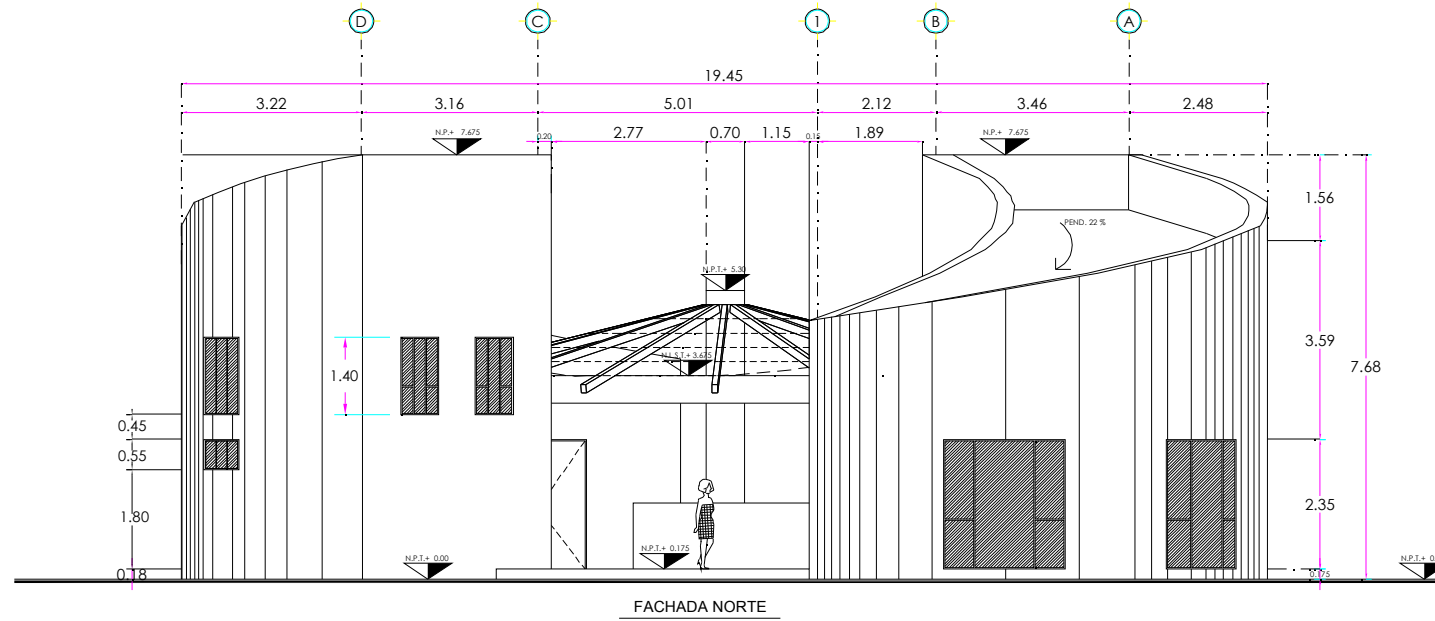 D C 1 B A
19.45
3.22 3.16 5.01 2.12 3.46 2.48
0.20 2.77 0.70 1.15 0.15 1.89
N.P.+ 7.675 N.P.+ 7.675
1.56
PEND. 22 %
N.P.T.+ 5.30
3.59
N.L.S.T.+ 3.675
7.68
1.40
0.45
0.55
2.35
1.80
N.P.T.+ 0.00 N.P.T.+ 0.175
0.18 0.175
FACHADA NORTE